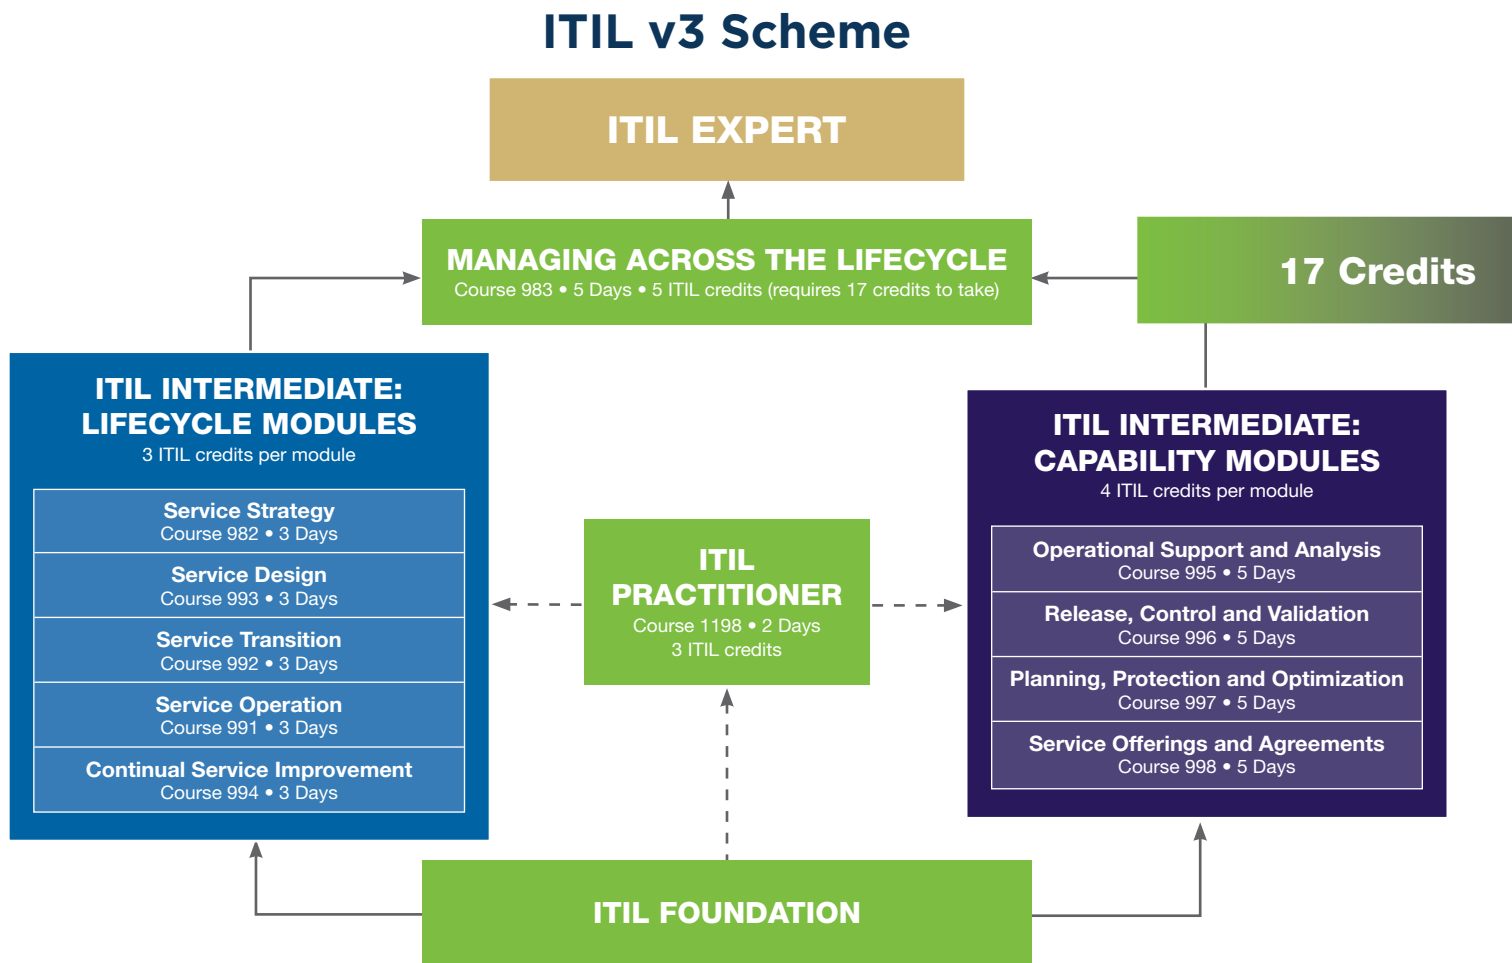 ITIL v3 Scheme
ITIL EXPERT
MANAGING ACROSS THE LIFECYCLE
Course 983 • 5 Days • 5 ITIL credits (requires 17 credits to take)
17 Credits
ITIL INTERMEDIATE:
LIFECYCLE MODULES
3 ITIL credits per module
Service Strategy
Course 982 • 3 Days
Service Design
Course 993 • 3 Days
Service Transition
Course 992 • 3 Days
Service Operation
Course 991 • 3 Days
Continual Service Improvement
Course 994 • 3 Days
ITIL
PRACTITIONER
Course 1198 • 2 Days
3 ITIL credits
ITIL INTERMEDIATE:
CAPABILITY MODULES
4 ITIL credits per module
Operational Support and Analysis
Course 995 • 5 Days
Release, Control and Validation
Course 996 • 5 Days
Planning, Protection and Optimization
Course 997 • 5 Days
Service Offerings and Agreements
Course 998 • 5 Days
ITIL FOUNDATION